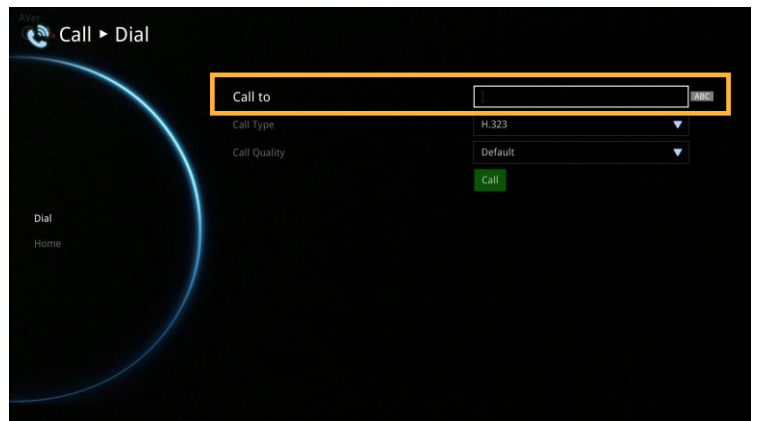 AVer
Call ► Dial
Call to ABC
Call Type H.323
Call Quality Default
Call
Dial
Home